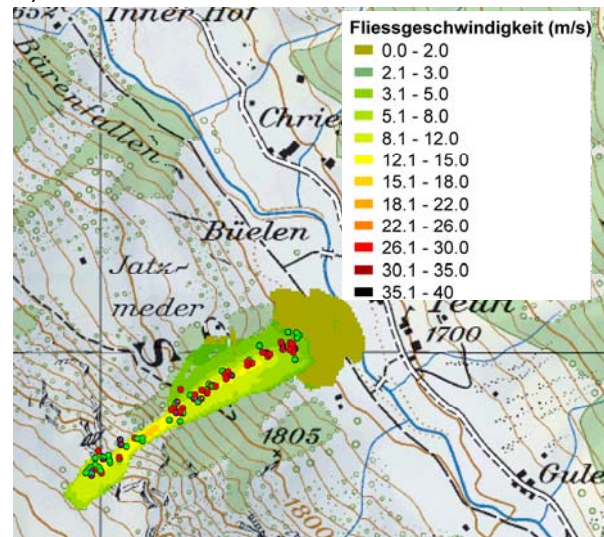 652
Inner Hof
Bärenfallen
Chrie
Büelen
Jatz-
meder
S
1700
1805
Gule
1800
Fliessgeschwindigkeit (m/s)
0.0 - 2.0
2.1 - 3.0
3.1 - 5.0
5.1 - 8.0
8.1 - 12.0
12.1 - 15.0
15.1 - 18.0
18.1 - 22.0
22.1 - 26.0
26.1 - 30.0
30.1 - 35.0
35.1 - 40